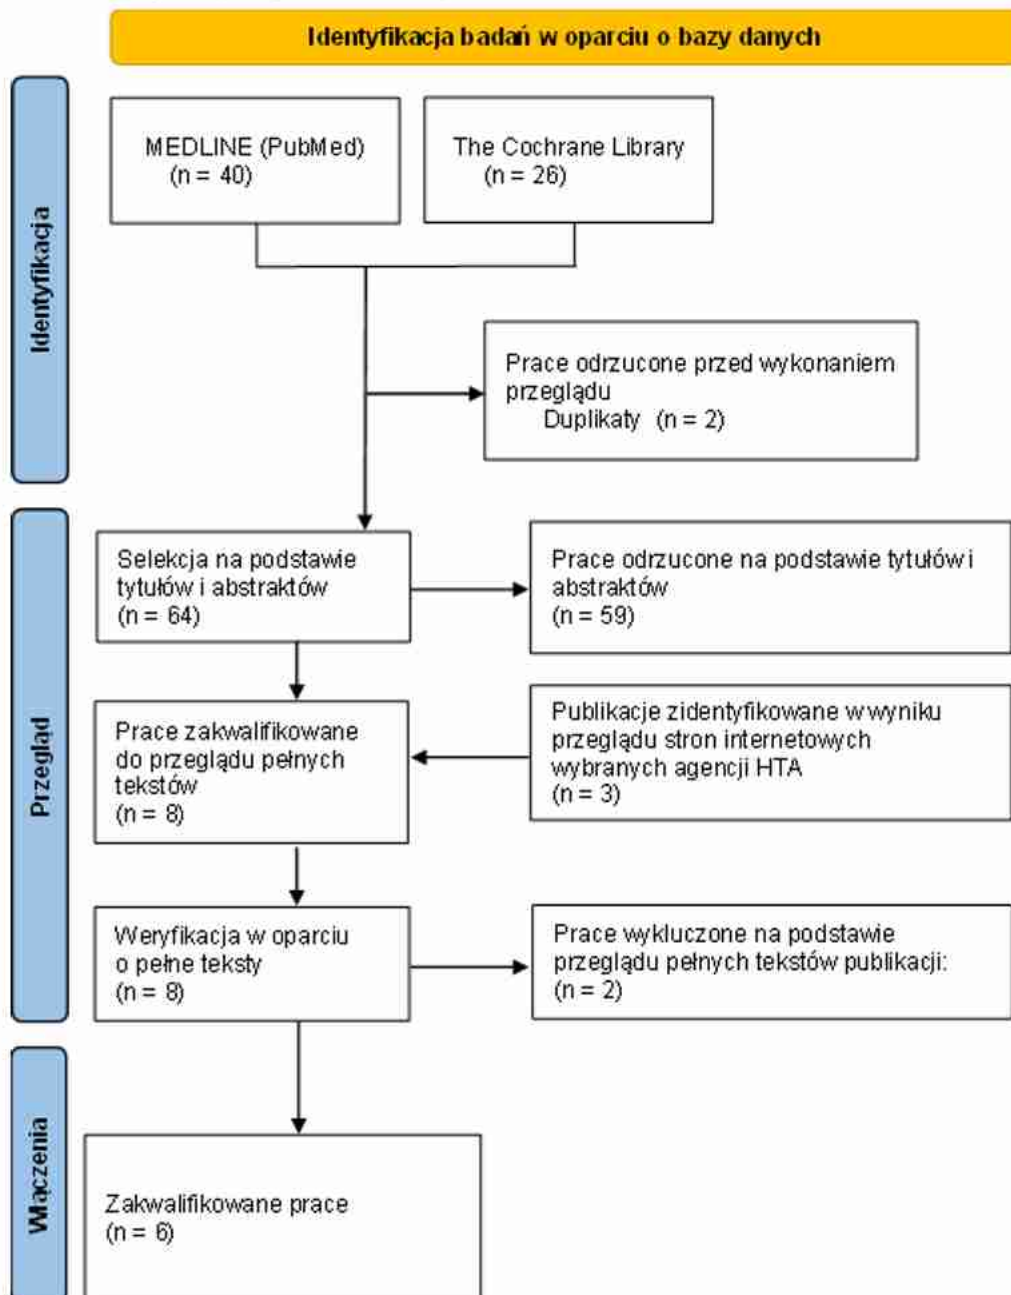 Identyfikacja badań w oparciu o bazy danych
Identyfikacja
MEDLINE (PubMed)
(n = 40)
The Cochrane Library
(n = 26)
Prace odrzucone przed wykonaniem
przeglądu
Duplikaty (n = 2)
Przegląd
Selekcja na podstawie
tytułów i abstraktów
(n = 64)
Prace odrzucone na podstawie tytułów i
abstraktów
(n = 59)
Prace zakwalifikowane
do przeglądu pełnych
tekstów
(n = 8)
Publikacje zidentyfikowane w wyniku
przeglądu stron internetowych
wybranych agencji HTA
(n = 3)
Weryfikacja w oparciu
o pełne teksty
(n = 8)
Prace wykluczone na podstawie
przeglądu pełnych tekstów publikacji:
(n = 2)
Włączenia
Zakwalifikowane prace
(n = 6)